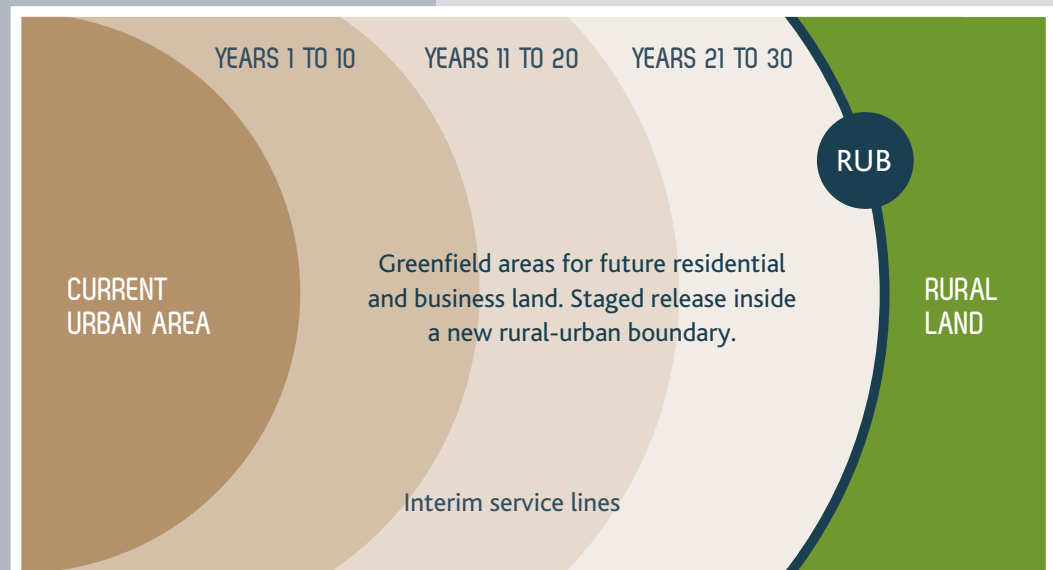 YEARS 1 TO 10
YEARS 11 TO 20
YEARS 21 TO 30
RUB
Greenfield areas for future residential
and business land. Staged release inside
a new rural-urban boundary.
CURRENT
URBAN AREA
RURAL
LAND
Interim service lines